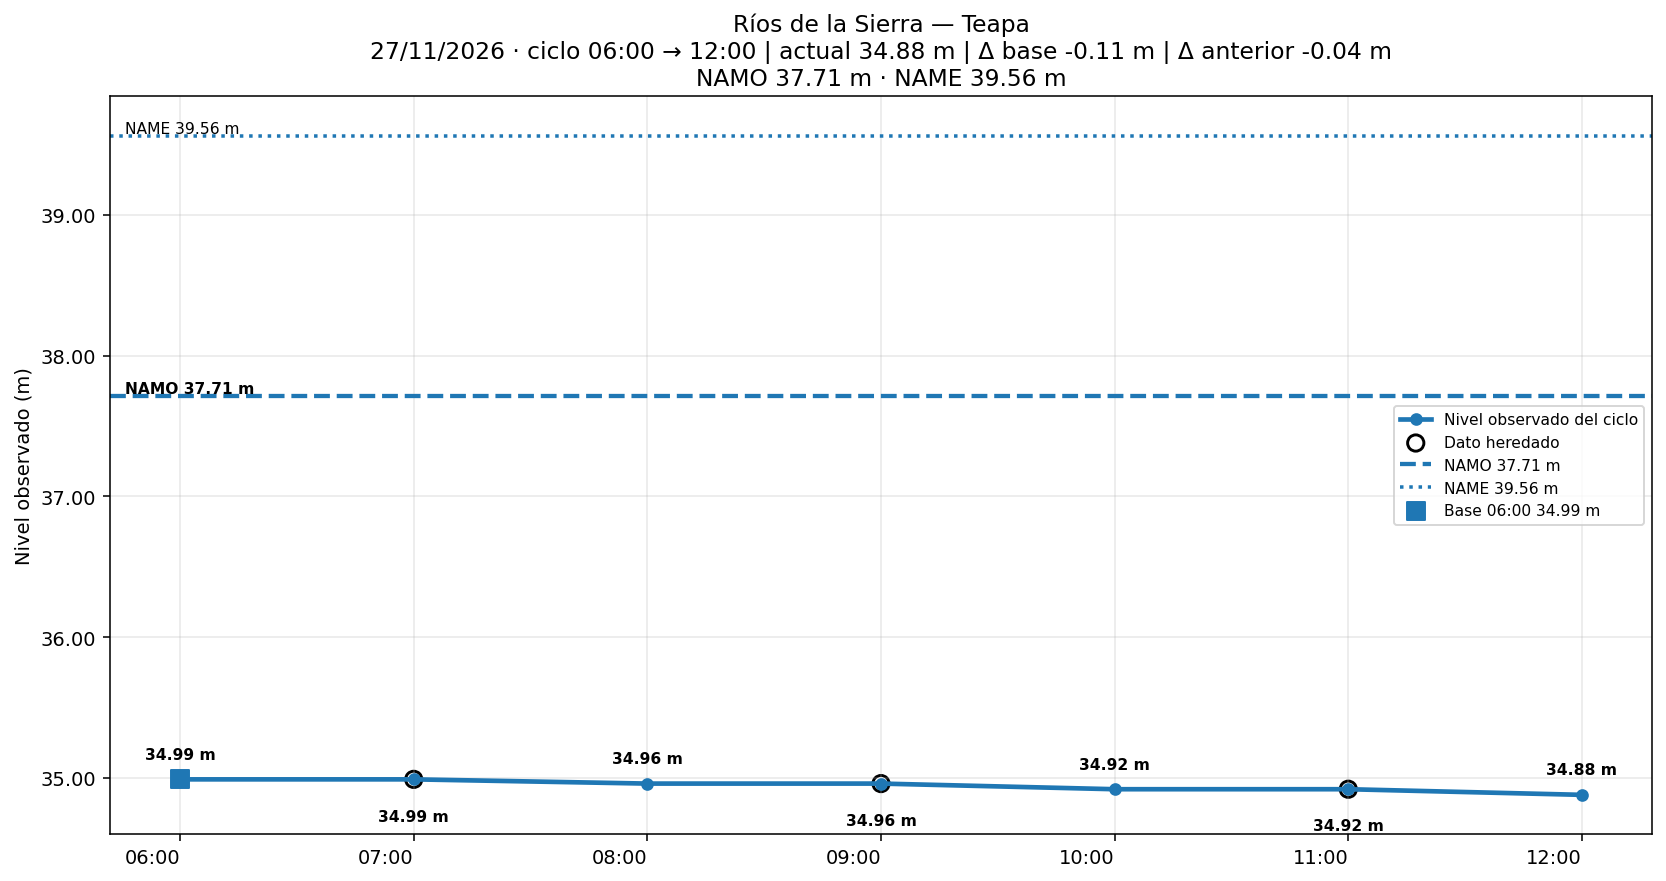 Ríos de la Sierra — Teapa
27/11/2026 · ciclo 06:00 → 12:00 | actual 34.88 m | Δ base -0.11 m | Δ anterior -0.04 m
NAMO 37.71 m · NAME 39.56 m
Nivel observado (m)
39.00
38.00
37.00
36.00
35.00
NAME 39.56 m
NAMO 37.71 m
Nivel observado del ciclo
Dato heredado
NAMO 37.71 m
NAME 39.56 m
Base 06:00 34.99 m
34.99 m
34.99 m
34.96 m
34.96 m
34.92 m
34.92 m
34.88 m
06:00
07:00
08:00
09:00
10:00
11:00
12:00